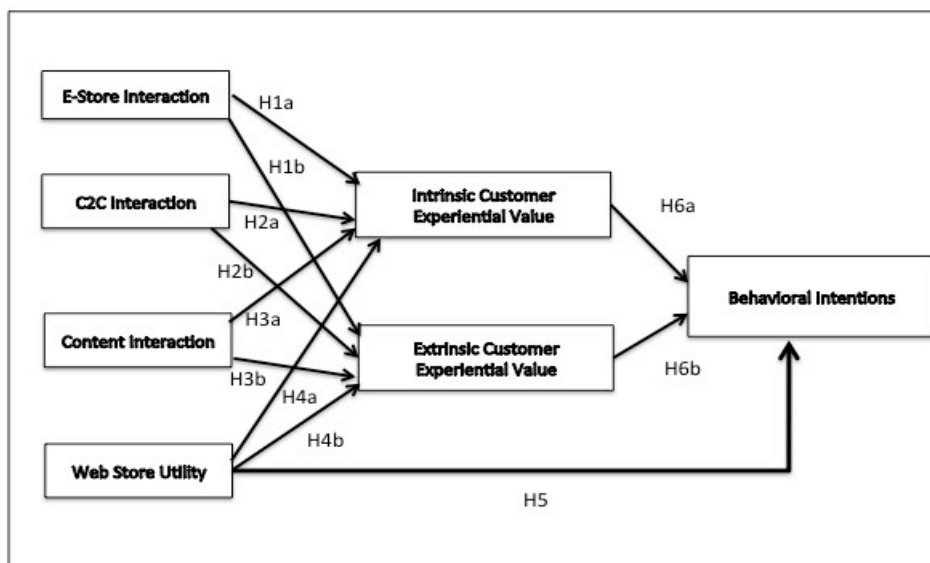 E-Store Interaction
H1a
H1b
C2C Interaction
H2a
H2b
Intrinsic Customer
Experiential Value
H6a
Behavioral Intentions
Content Interaction
H3a
H3b
Extrinsic Customer
Experiential Value
H6b
H4a
H4b
Web Store Utility
H5